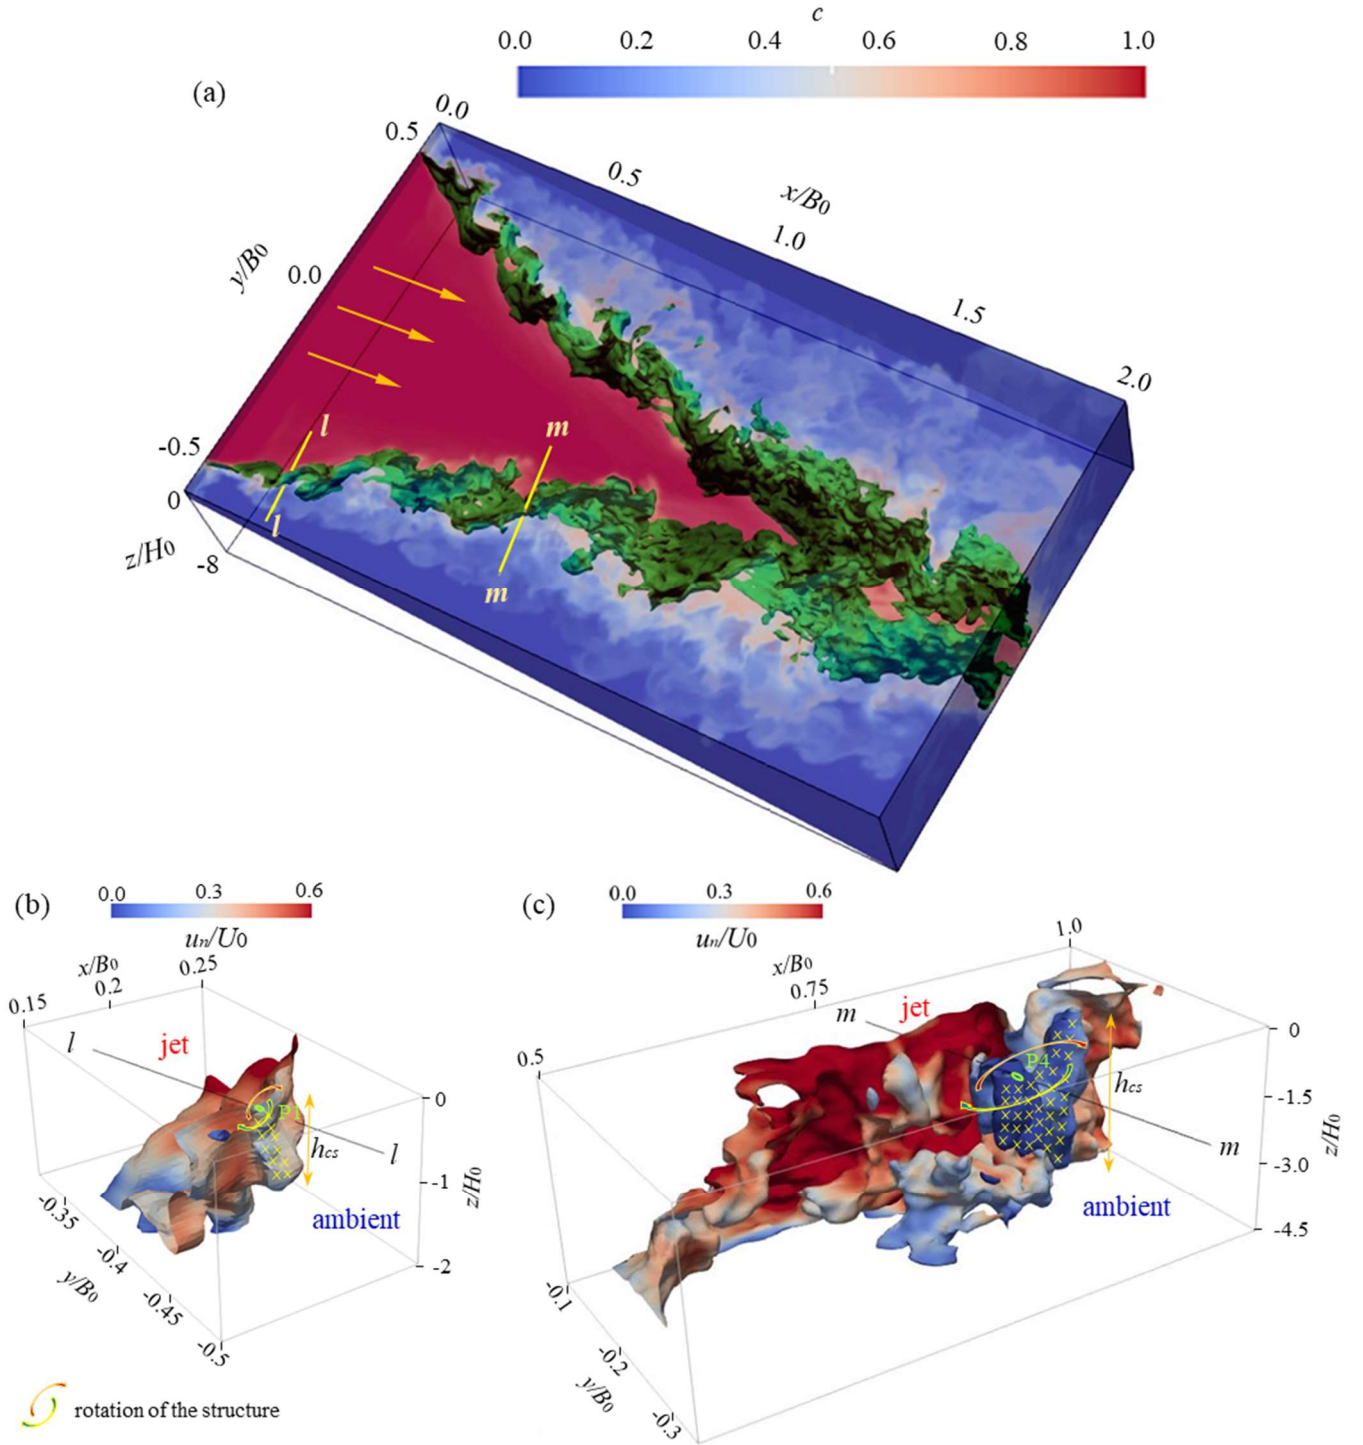 c
0.0 0.2 0.4 0.6 0.8 1.0
(a)
0.0
0.5
0.5
x/B0
1.0
y/B0
0.0
1.5
2.0
l
m
-0.5
0
l
z/H0
-8
m
(b)
0.0 0.3 0.6
un/U0
x/B0
0.25
0.2
0.15
l
jet
P1
0
hcs
l
-1
z/H0
ambient
-0.35
-0.4
-2
y/B0
-0.45
-0.5
rotation of the structure
(c)
0.0 0.3 0.6
un/U0
1.0
x/B0
0.75
m
jet
0
0.5
P4
hcs
-1.5
m
z/H0
-3.0
ambient
-4.5
-0.1
-0.2
y/B0
-0.3